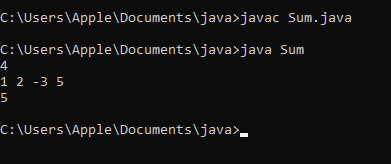 C:\Users\Apple\Documents\java>javac Sum.java
C:\Users\Apple\Documents\java>java Sum
4
1 2 -3 5
5
C:\Users\Apple\Documents\java>